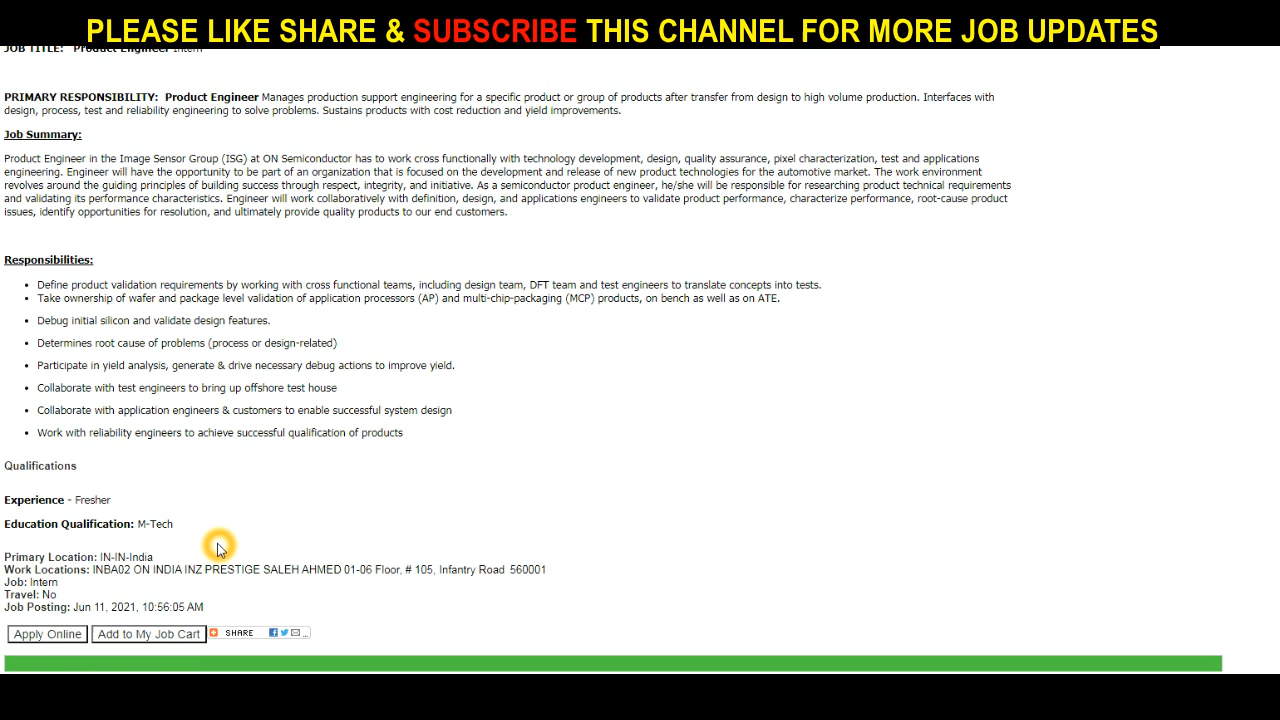 PLEASE LIKE SHARE & SUBSCRIBE THIS CHANNEL FOR MORE JOB UPDATES
JOB TITLE: Product Engineer Intern
PRIMARY RESPONSIBILITY: Product Engineer Manages production support engineering for a specific product or group of products after transfer from design to high volume production. Interfaces with
design, process, test and reliability engineering to solve problems. Sustains products with cost reduction and yield improvements.
Job Summary:
Product Engineer in the Image Sensor Group (ISG) at ON Semiconductor has to work cross functionally with technology development, design, quality assurance, pixel characterization, test and applications
engineering. Engineer will have the opportunity to be part of an organization that is focused on the development and release of new product technologies for the automotive market. The work environment
revolves around the guiding principles of building success through respect, integrity, and initiative. As a semiconductor product engineer, he/she will be responsible for researching product technical requirements
and validating its performance characteristics. Engineer will work collaboratively with definition, design, and applications engineers to validate product performance, characterize performance, root-cause product
issues, identify opportunities for resolution, and ultimately provide quality products to our end customers.
Responsibilities:
• Define product validation requirements by working with cross functional teams, including design team, DFT team and test engineers to translate concepts into tests.
• Take ownership of wafer and package level validation of application processors (AP) and multi-chip-packaging (MCP) products, on bench as well as on ATE.
• Debug initial silicon and validate design features.
• Determines root cause of problems (process or design-related)
• Participate in yield analysis, generate & drive necessary debug actions to improve yield.
• Collaborate with test engineers to bring up offshore test house
• Collaborate with application engineers & customers to enable successful system design
• Work with reliability engineers to achieve successful qualification of products
Qualifications
Experience - Fresher
Education Qualification: M-Tech
Primary Location: IN-IN-India
Work Locations: INBA02 ON INDIA INZ PRESTIGE SALEH AHMED 01-06 Floor, # 105, Infantry Road 560001
Job: Intern
Travel: No
Job Posting: Jun 11, 2021, 10:56:05 AM
Apply Online Add to My Job Cart SHARE ...